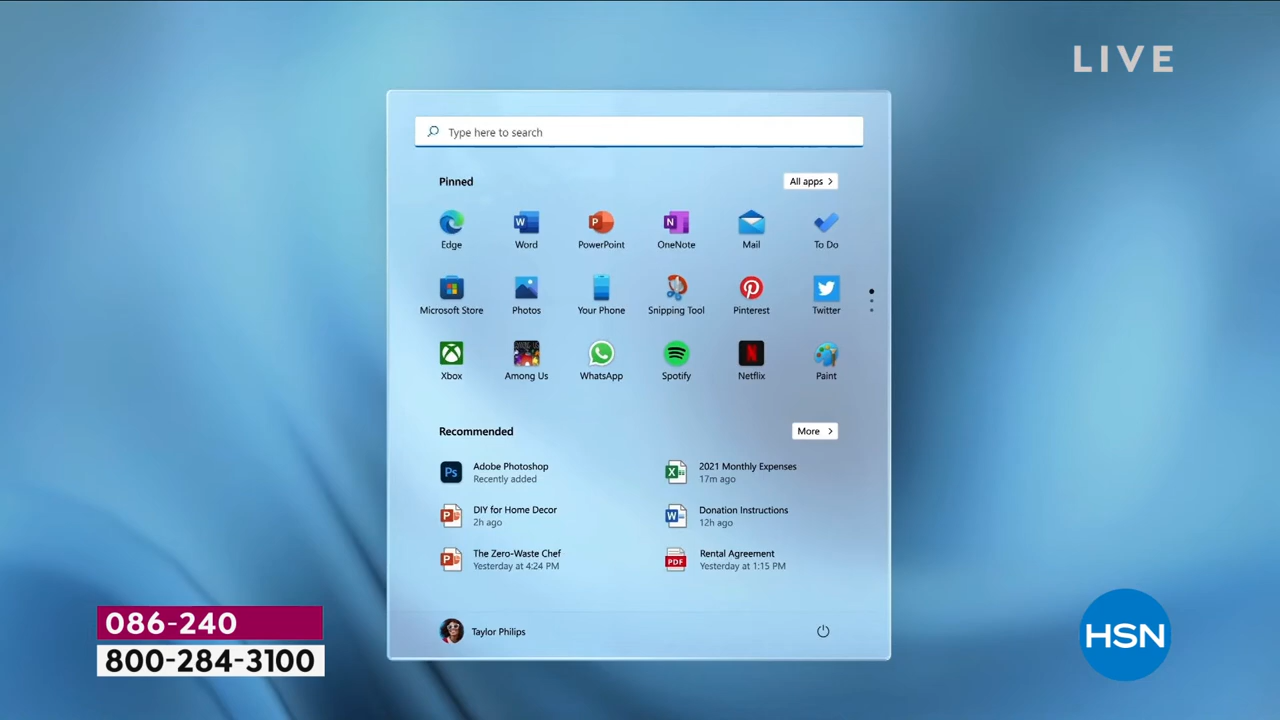 LIVE
Type here to search
Pinned
All apps
Edge
Word
PowerPoint
OneNote
Mail
To Do
Microsoft Store
Photos
Your Phone
Snipping Tool
Pinterest
Twitter
Xbox
Among Us
WhatsApp
Spotify
Netflix
Paint
Recommended
More
Ps
Adobe Photoshop
Recently added
2021 Monthly Expenses
17m ago
DIY for Home Decor
2h ago
Donation Instructions
12h ago
The Zero-Waste Chef
Yesterday at 4:24 PM
PDF
Rental Agreement
Yesterday at 1:15 PM
086-240
800-284-3100
Taylor Philips
HSN